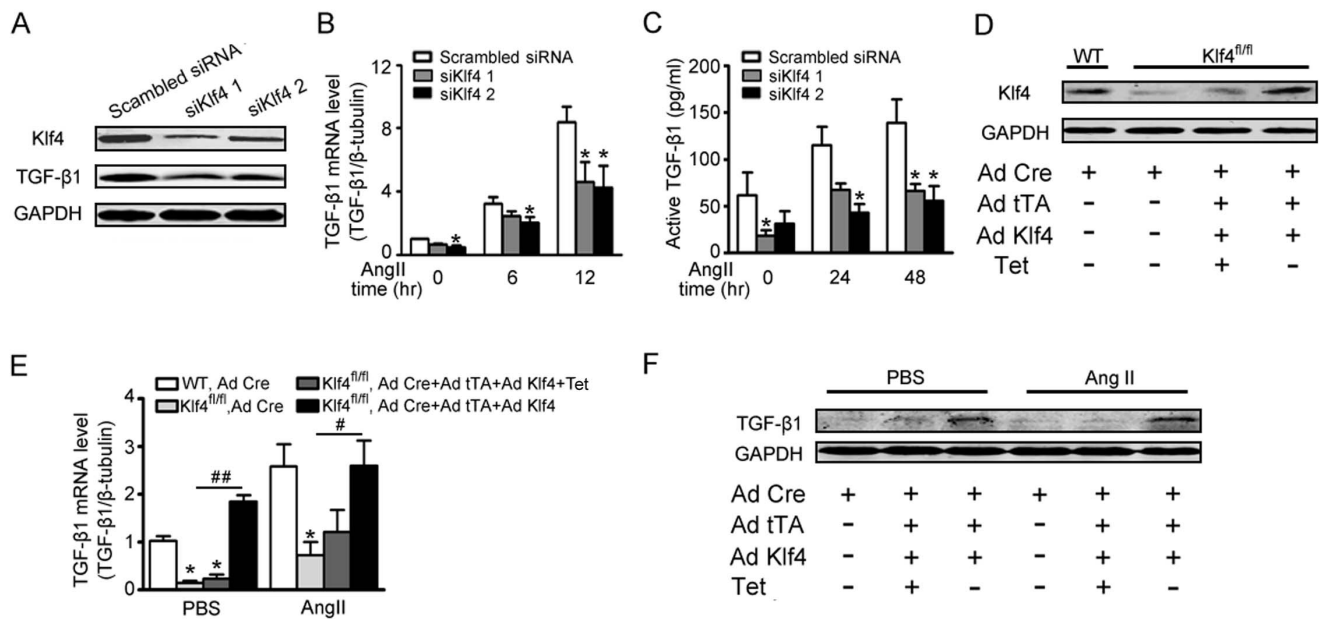 A
Scambled siRNA
siKlf4 1
siKlf4 2
Klf4
TGF-β1
GAPDH
B
Scrambled siRNA
siKlf4 1
siKlf4 2
TGF-β1 mRNA level
(TGF-β1/β-tubulin)
12
8
4
0
* * * *
AngII
time (hr) 0 6 12
C
Scrambled siRNA
siKlf4 1
siKlf4 2
Active TGF-β1 (pg/ml)
200
150
100
50
0
* * * *
AngII
time (hr) 0 24 48
D
WT Klf4fl/fl
Klf4
GAPDH
Ad Cre + + + +
Ad tTA - - + +
Ad Klf4 - - + +
Tet - - + -
E
WT, Ad Cre
Klf4fl/fl,Ad Cre
Klf4fl/fl, Ad Cre+Ad tTA+Ad Klf4+Tet
Klf4fl/fl, Ad Cre+Ad tTA+Ad Klf4
TGF-β1 mRNA level
(TGF-β1/β-tubulin)
4
3
2
1
0
* * ## * #
PBS AngII
F
PBS Ang II
TGF-β1
GAPDH
Ad Cre + + + + + +
Ad tTA - + + - + +
Ad Klf4 - + + - + +
Tet - + - - + -